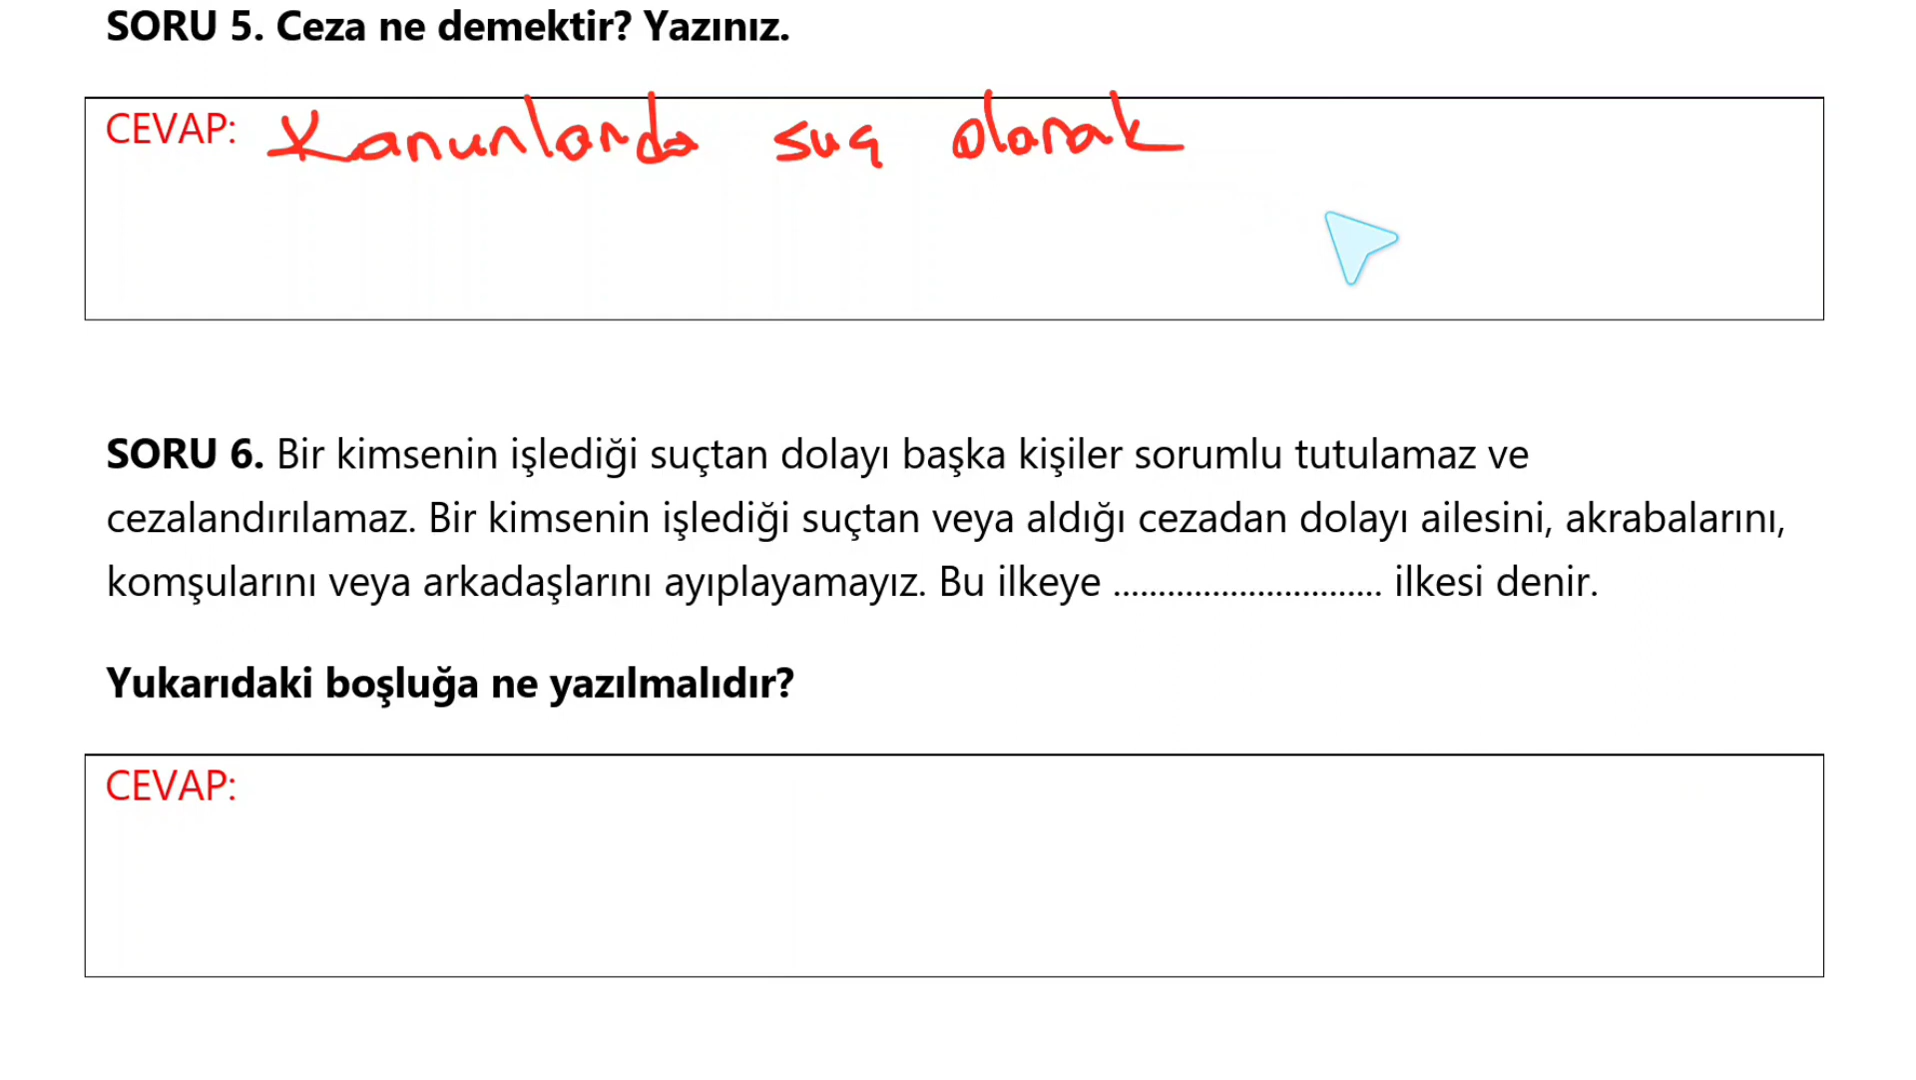 SORU 5. Ceza ne demektir? Yazınız.
CEVAP: Kanunlarda suç olarak
SORU 6. Bir kimsenin işlediği suçtan dolayı başka kişiler sorumlu tutulamaz ve
cezalandırılamaz. Bir kimsenin işlediği suçtan veya aldığı cezadan dolayı ailesini, akrabalarını,
komşularını veya arkadaşlarını ayıplayamayız. Bu ilkeye ............................. ilkesi denir.
Yukarıdaki boşluğa ne yazılmalıdır?
CEVAP: